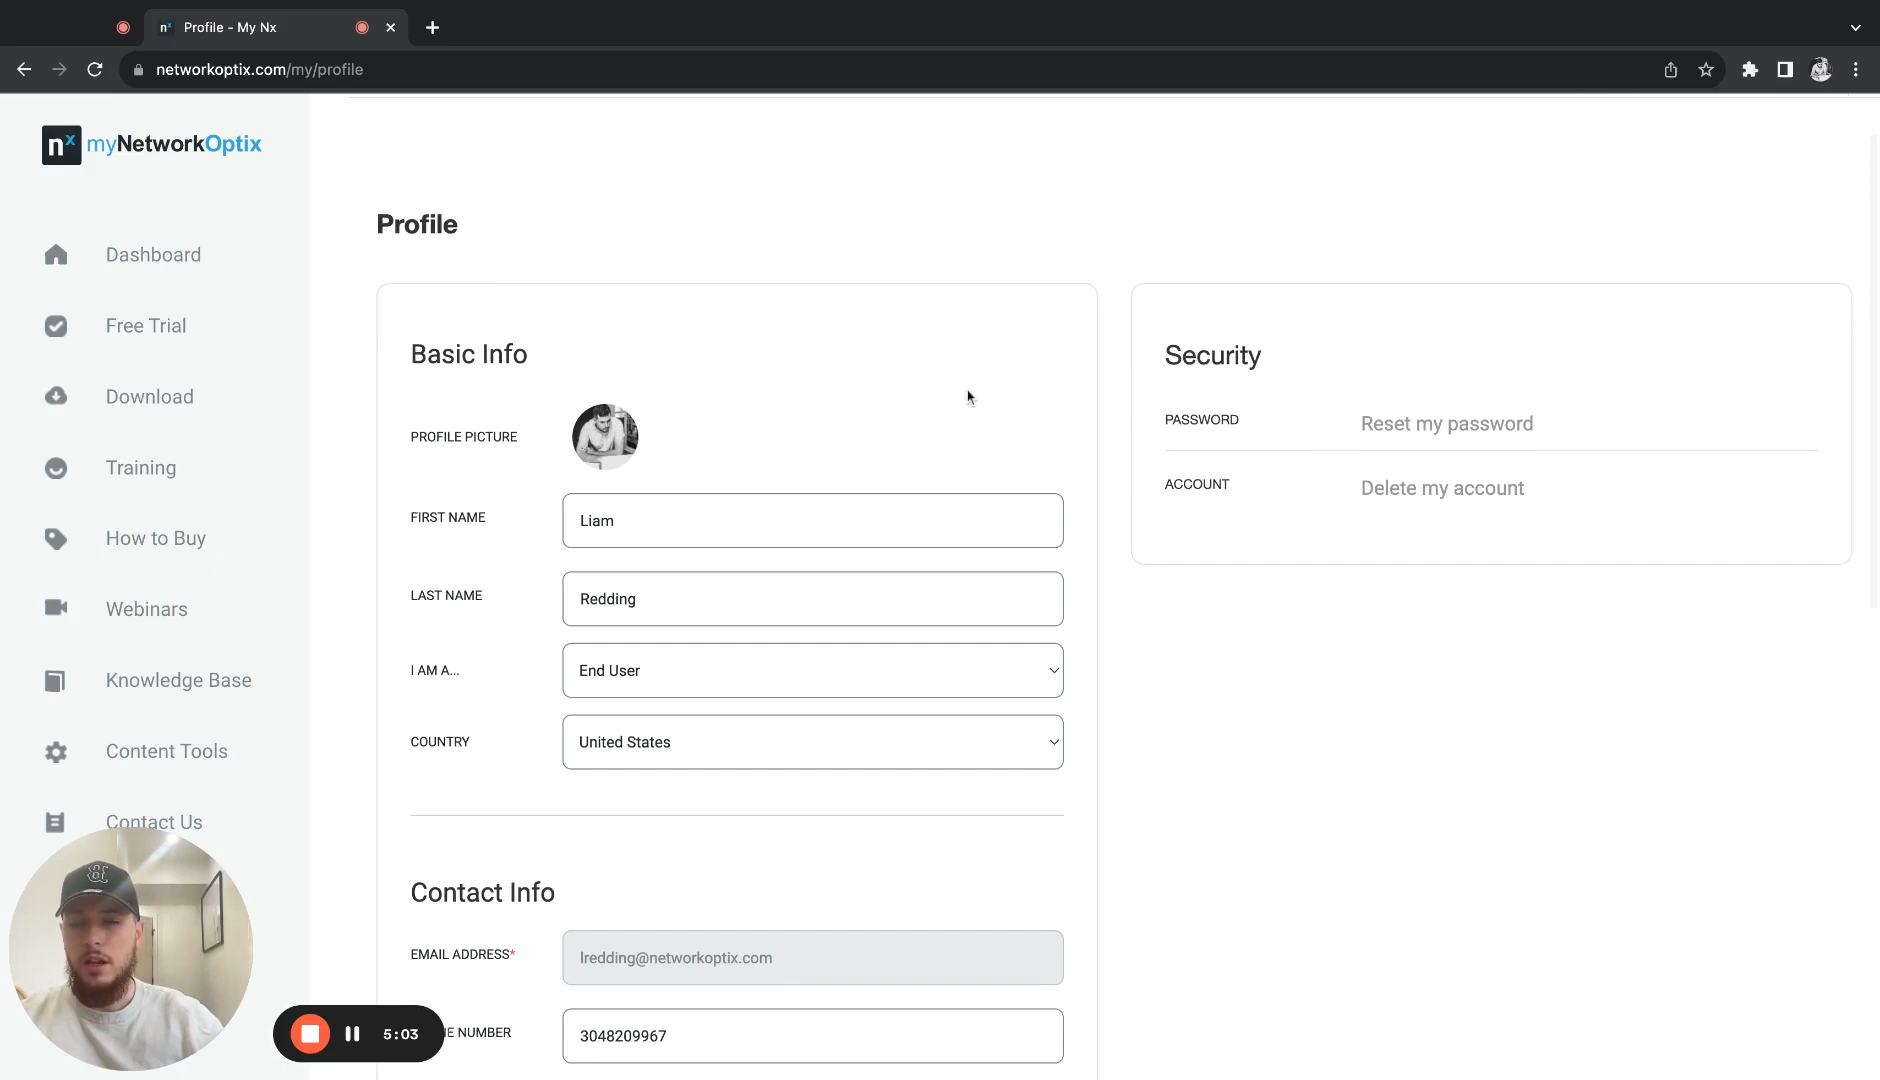 Profile - My Nx
networkoptix.com/my/profile
nx myNetworkOptix
Dashboard
Free Trial
Download
Training
How to Buy
Webinars
Knowledge Base
Content Tools
Contact Us
Profile
Basic Info
PROFILE PICTURE
FIRST NAME
Liam
LAST NAME
Redding
I AM A...
End User
COUNTRY
United States
Contact Info
EMAIL ADDRESS*
lredding@networkoptix.com
NE NUMBER
3048209967
Security
PASSWORD
Reset my password
ACCOUNT
Delete my account
5:03